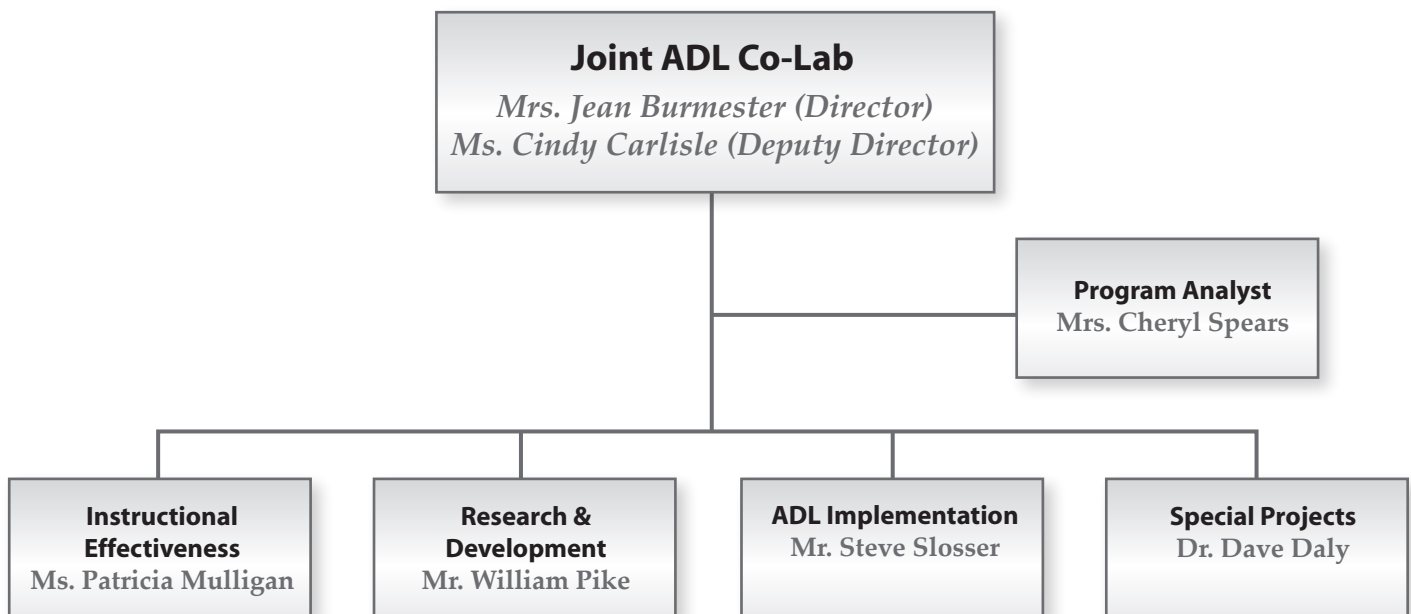 Joint ADL Co-Lab
Mrs. Jean Burmester (Director)
Ms. Cindy Carlisle (Deputy Director)
Program Analyst
Mrs. Cheryl Spears
Instructional
Effectiveness
Ms. Patricia Mulligan
Research &
Development
Mr. William Pike
ADL Implementation
Mr. Steve Slosser
Special Projects
Dr. Dave Daly